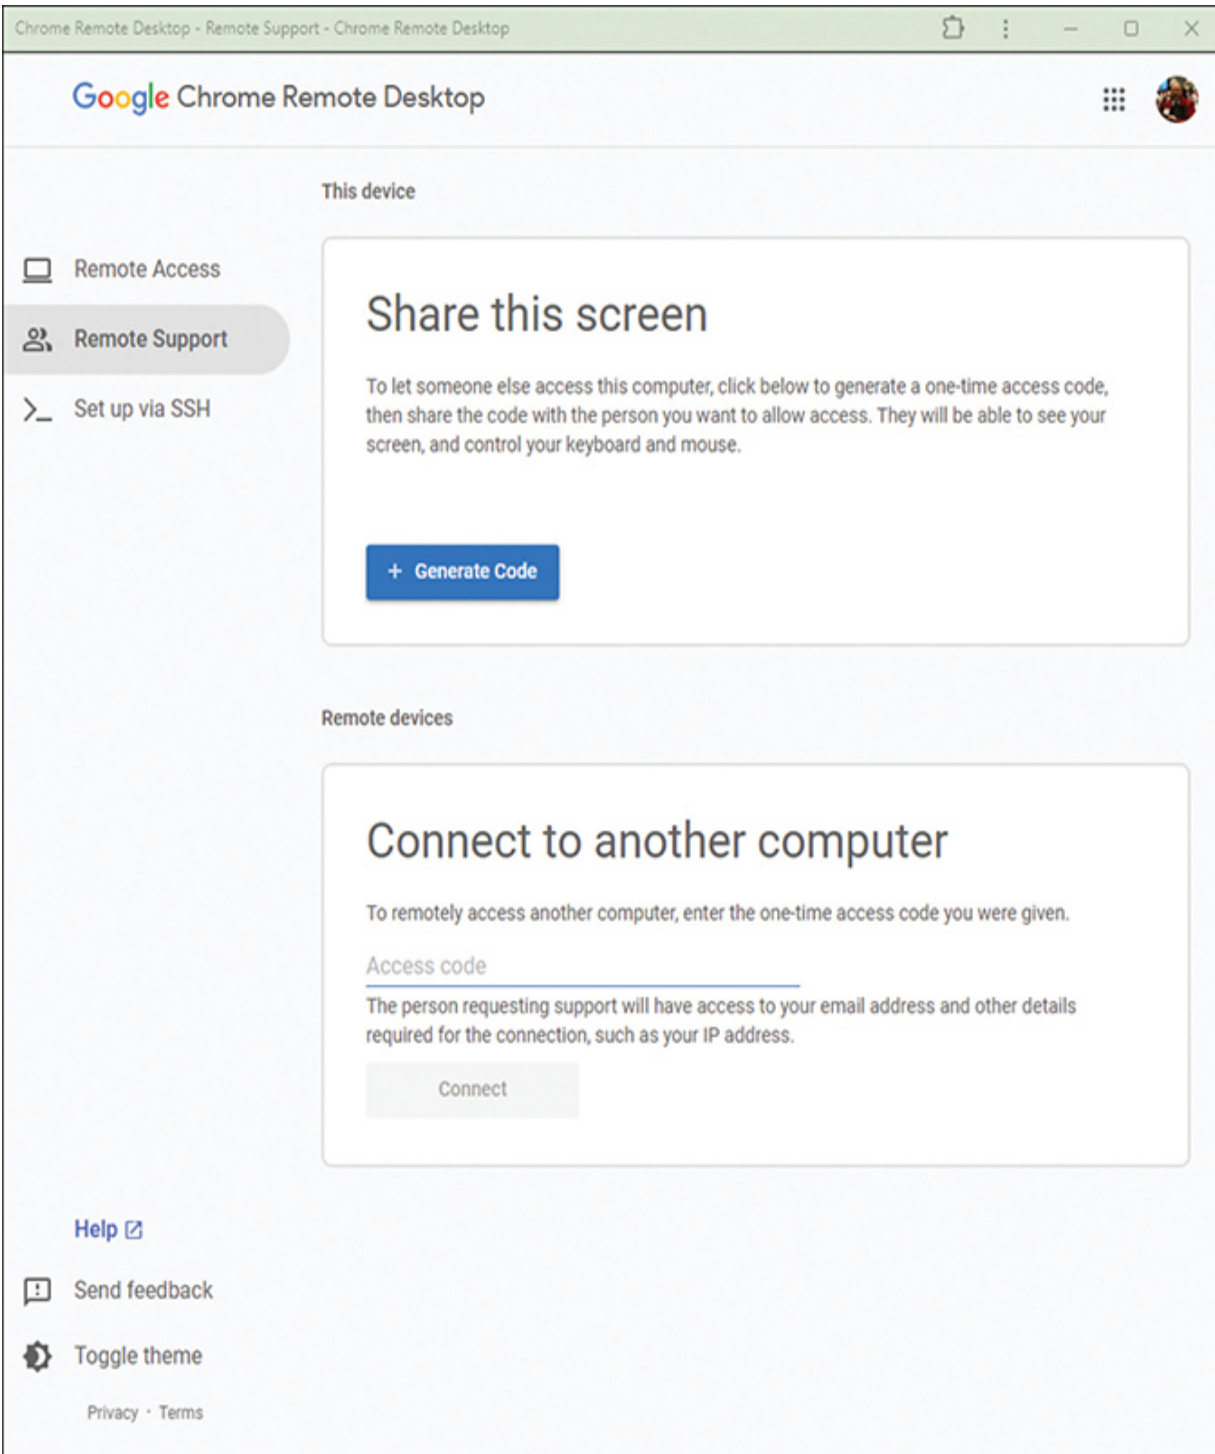 Chrome Remote Desktop - Remote Support - Chrome Remote Desktop
Google Chrome Remote Desktop
This device
Remote Access
Remote Support
Set up via SSH
Share this screen
To let someone else access this computer, click below to generate a one-time access code,
then share the code with the person you want to allow access. They will be able to see your
screen, and control your keyboard and mouse.
+ Generate Code
Remote devices
Connect to another computer
To remotely access another computer, enter the one-time access code you were given.
Access code
The person requesting support will have access to your email address and other details
required for the connection, such as your IP address.
Connect
Help
Send feedback
Toggle theme
Privacy · Terms